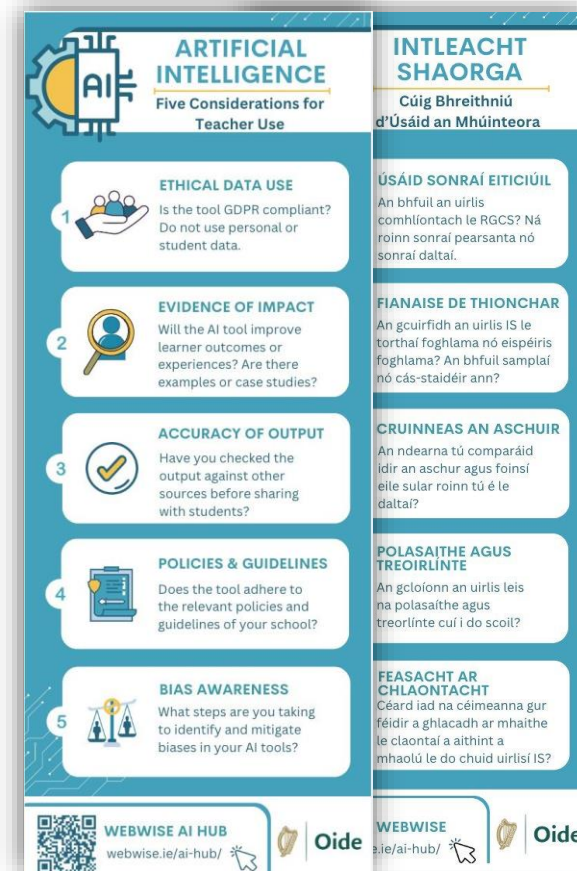 AI
ARTIFICIAL
INTELLIGENCE
Five Considerations for
Teacher Use
1
ETHICAL DATA USE
Is the tool GDPR compliant?
Do not use personal or
student data.
2
EVIDENCE OF IMPACT
Will the AI tool improve
learner outcomes or
experiences? Are there
examples or case studies?
3
ACCURACY OF OUTPUT
Have you checked the
output against other
sources before sharing
with students?
4
POLICIES & GUIDELINES
Does the tool adhere to
the relevant policies and
guidelines of your school?
5
BIAS AWARENESS
What steps are you taking
to identify and mitigate
biases in your AI tools?
WEBWISE AI HUB
webwise.ie/ai-hub/
Oide
INTLEACHT
SHAORGA
Cúig Bhreithniú
d'Úsáid an Mhúinteora
ÚSÁID SONRAÍ EITICIÚIL
An bhfuil an uirlis
comhlíontach le RGCS? Ná
roinn sonraí pearsanta nó
sonraí daltaí.
FIANAISE DE THIONCHAR
An gcuirfidh an uirlis IS le
torthaí foghlama nó eispéiris
foghlama? An bhfuil samplaí
nó cás-staidéir ann?
CRUINNEAS AN ASCHUIR
An ndearna tú comparáid
idir an aschur agus foinsí
eile sular roinn tú é le
daltaí?
POLASAITHE AGUS
TREOIRLÍNTE
An gcloíonn an uirlis leis
na polasaithe agus
treorlínte cuí i do scoil?
FEASACHT AR
CHLAONTACHT
Céard iad na céimeanna gur
féidir a ghlacadh ar mhaithe
le claontaí a aithint a
mhaolú le do chuid uirlisí IS?
WEBWISE
e.ie/ai-hub/
Oide